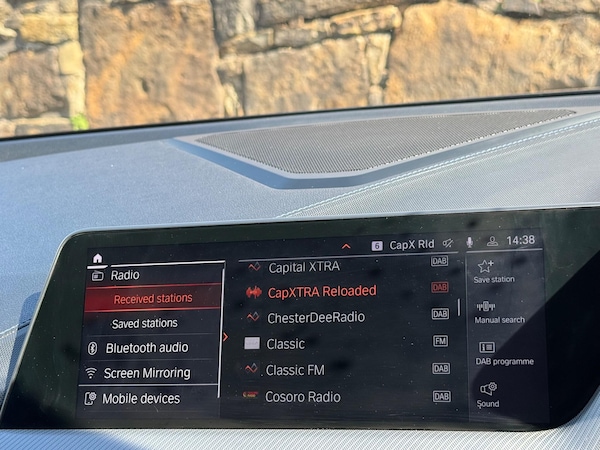 6 CapX Rld 14:38
Radio
Received stations
Saved stations
Bluetooth audio
Screen Mirroring
Mobile devices
Capital XTRA DAB
CapXTRA Reloaded DAB
ChesterDeeRadio DAB
Classic FM
Classic FM DAB
Cosoro Radio DAB
Save station
Manual search
DAB programme
Sound